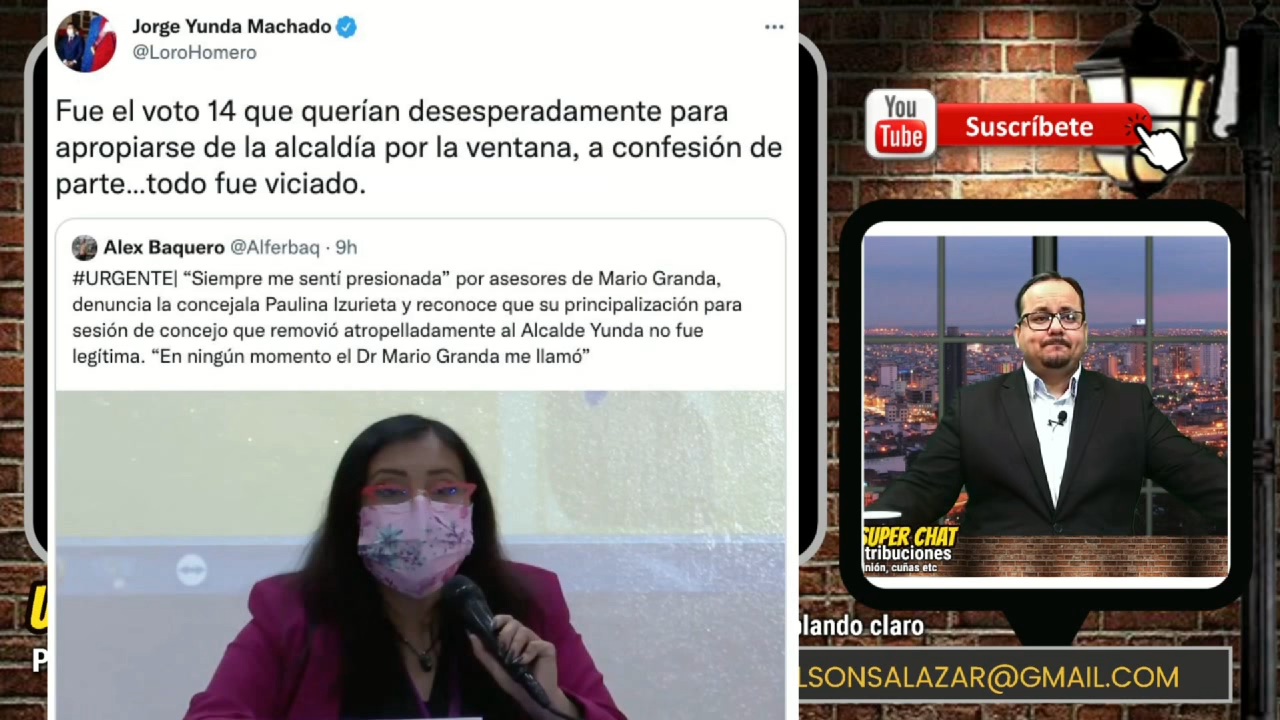 Jorge Yunda Machado
@LoroHomero
Fue el voto 14 que querían desesperadamente para
apropiarse de la alcaldía por la ventana, a confesión de
parte...todo fue viciado.
Alex Baquero @Alferbaq · 9h
#URGENTE| “Siempre me sentí presionada” por asesores de Mario Granda,
denuncia la concejala Paulina Izurieta y reconoce que su principalización para
sesión de concejo que removió atropelladamente al Alcalde Yunda no fue
legítima. “En ningún momento el Dr Mario Granda me llamó”
You
Tube
Suscríbete
SUPER CHAT
tribuciones
nión, cuñas etc
blando claro
LSONSALAZAR@GMAIL.COM